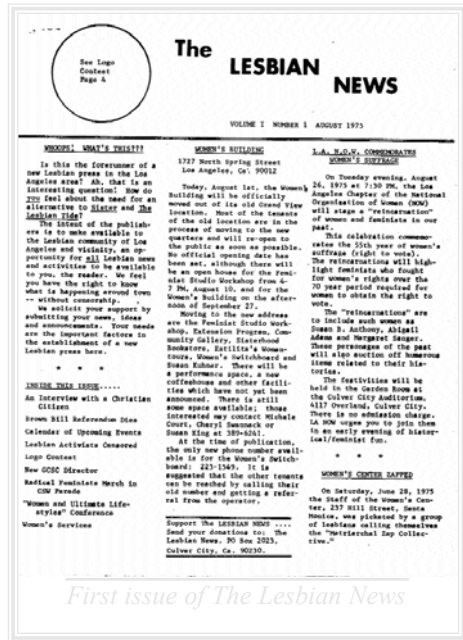 See Logo
Contest
Page 4
The
LESBIAN
NEWS
VOLUME I NUMBER 1 AUGUST 1975
WHOOPS! WHAT'S THIS???
Is this the forerunner of a
new Lesbian press in the Los
Angeles area? Ah, that is an
interesting question! How do
you feel about the need for an
alternative to Sister and The
Lesbian Tide?
The intent of the publish-
ers is to make available to
the Lesbian community of Los
Angeles and vicinity, an op-
portunity for all Lesbian news
and activities to be available
to you, the reader. We feel
you have the right to know
what is happening around town
-- without censorship.
We solicit your support by
submitting your news, ideas
and announcements. Your needs
are the important factors in
the establishment of a new
Lesbian press here.
* * *
INSIDE THIS ISSUE.....
An Interview with a Christian
Citizen
Brown Bill Referendum Dies
Calendar of Upcoming Events
Lesbian Activists Censored
Logo Contest
New GCSC Director
Radical Feminists March in
CSW Parade
"Women and Ultimate Life-
styles" Conference
Women's Services
WOMEN'S BUILDING
1727 North Spring Street
Los Angeles, Ca. 90012
Today, August 1st, the Women's
Building will be officially
moved out of its old Grand View
location. Most of the tenants
of the old location are in the
process of moving to the new
quarters and will re-open to
the public as soon as possible.
No official opening date has
been set, although there will
be an open house for the Femi-
nist Studio Workshop from 4-
7 PM, August 10, and for the
Women's Building on the after-
noon of September 27.
Moving to the new address
are the Feminist Studio Work-
shop, Extension Program, Com-
munity Gallery, Sisterhood
Bookstore, Estilita's Woman-
tours, Women's Switchboard and
Susan Kuhner. There will be
a performance space, a new
coffeehouse and other facili-
ties which have not yet been
announced. There is still
some space available; those
interested may contact Michele
Court, Cheryl Swannack or
Susan King at 389-6241.
At the time of publication,
the only new phone number avail-
able is for the Women's Switch-
board: 223-1549. It is
suggested that the other tenants
can be reached by calling their
old number and getting a refer-
ral from the operator.
Support The LESBIAN NEWS ....
Send your donations to: The
Lesbian News, PO Box 2023,
Culver City, Ca. 90230.
L.A. N.O.W. COMMEMORATES
WOMEN'S SUFFRAGE
On Tuesday evening, August
26, 1975 at 7:30 PM, the Los
Angeles Chapter of the National
Organization of Women (NOW)
will stage a "reincarnation"
of women and feminists in our
past.
This celebration commemo-
rates the 55th year of women's
suffrage (right to vote).
The reincarnations will high-
light feminists who fought
for women's rights over the
70 year period required for
women to obtain the right to
vote.
The "reincarnations" are
to include such women as
Susan B. Anthony, Abigail
Adams and Margaret Sanger.
These personages of the past
will also auction off humorous
items related to their his-
tories.
The festivities will be
held in the Garden Room at
the Culver City Auditorium,
4117 Overland, Culver City.
There is no admission charge.
LA NOW urges you to join them
in an early evening of histor-
ical/feminist fun.
* * *
WOMEN'S CENTER ZAPPED
On Saturday, June 28, 1975
the Staff of the Women's Cen-
ter, 237 Hill Street, Santa
Monica, was picketed by a group
of lesbians calling themselves
the "Matriarchal Zap Collec-
tive."
First issue of The Lesbian News